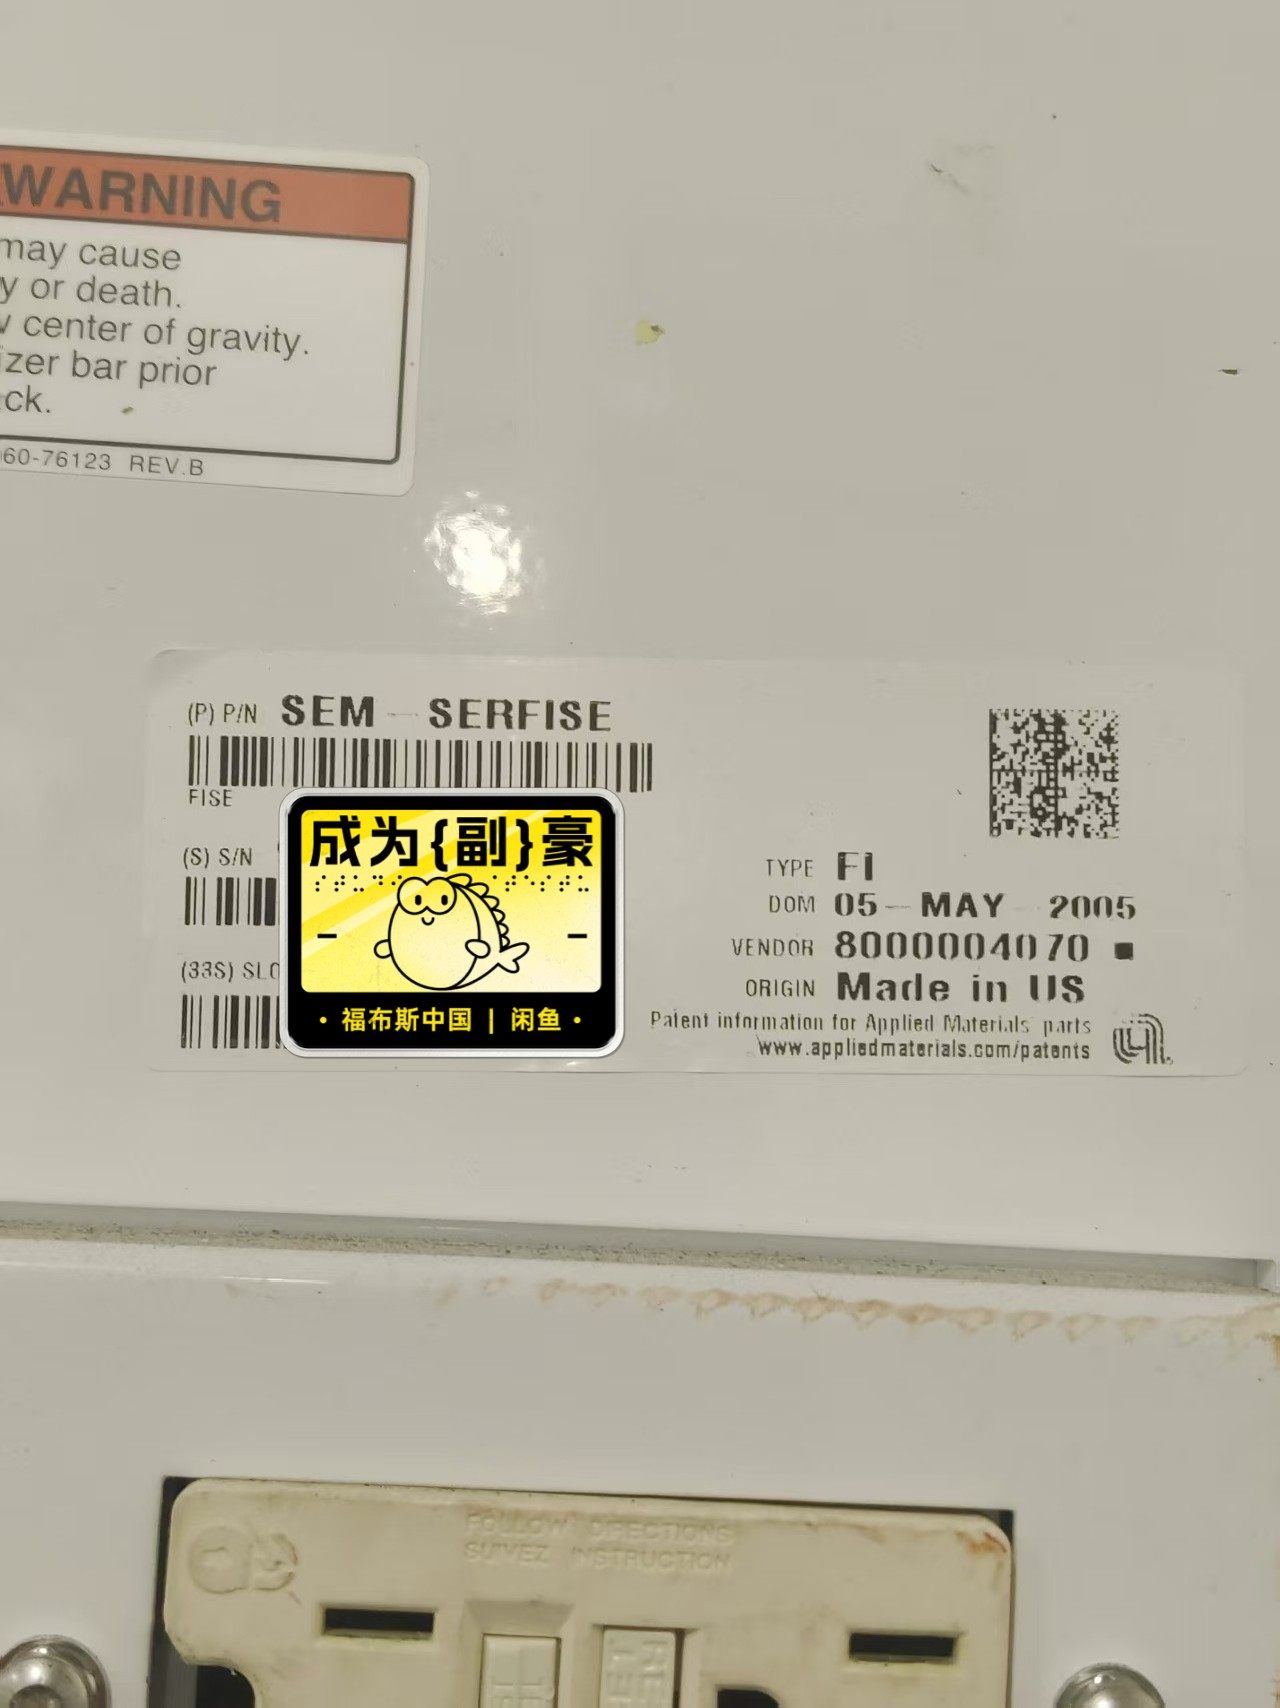 WARNING
may cause
y or death.
center of gravity.
izer bar prior
ck.
60-76123 REV.B
(P) P/N SEM-SERFISE
FISE
(S) S/N
(33S) SLO
成为{副}豪
福布斯中国 | 闲鱼
TYPE FI
DOM 05-MAY-2005
VENDOR 8000004070
ORIGIN Made in US
Patent information for Applied Materials parts
www.appliedmaterials.com/patents
FOLLOW DIRECTIONS
SUIVEZ INSTRUCTION